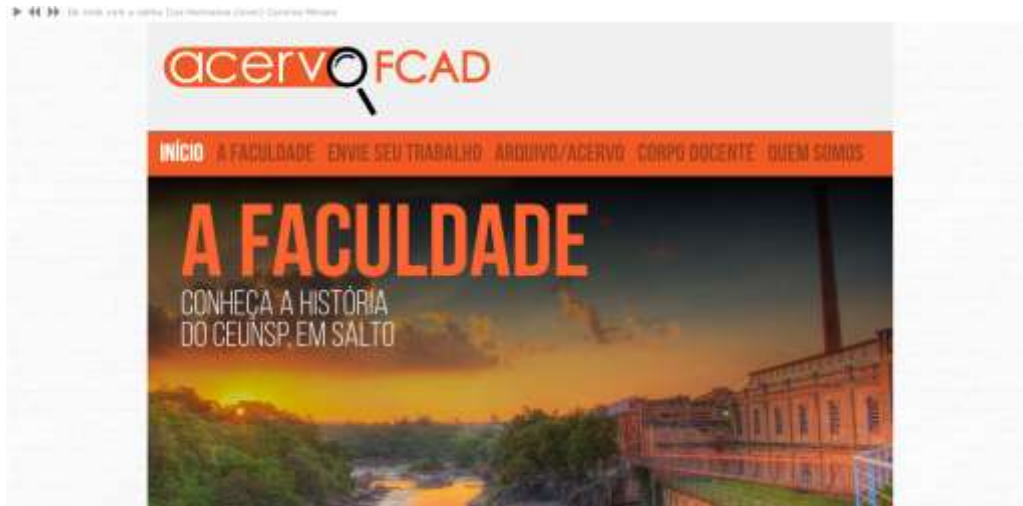 acervo FCAD
INÍCIO A FACULDADE ENVIE SEU TRABALHO ARQUIVO/ACERVO CORPO DOCENTE QUEM SOMOS
A FACULDADE
CONHEÇA A HISTÓRIA
DO CEUNSP, EM SALTO